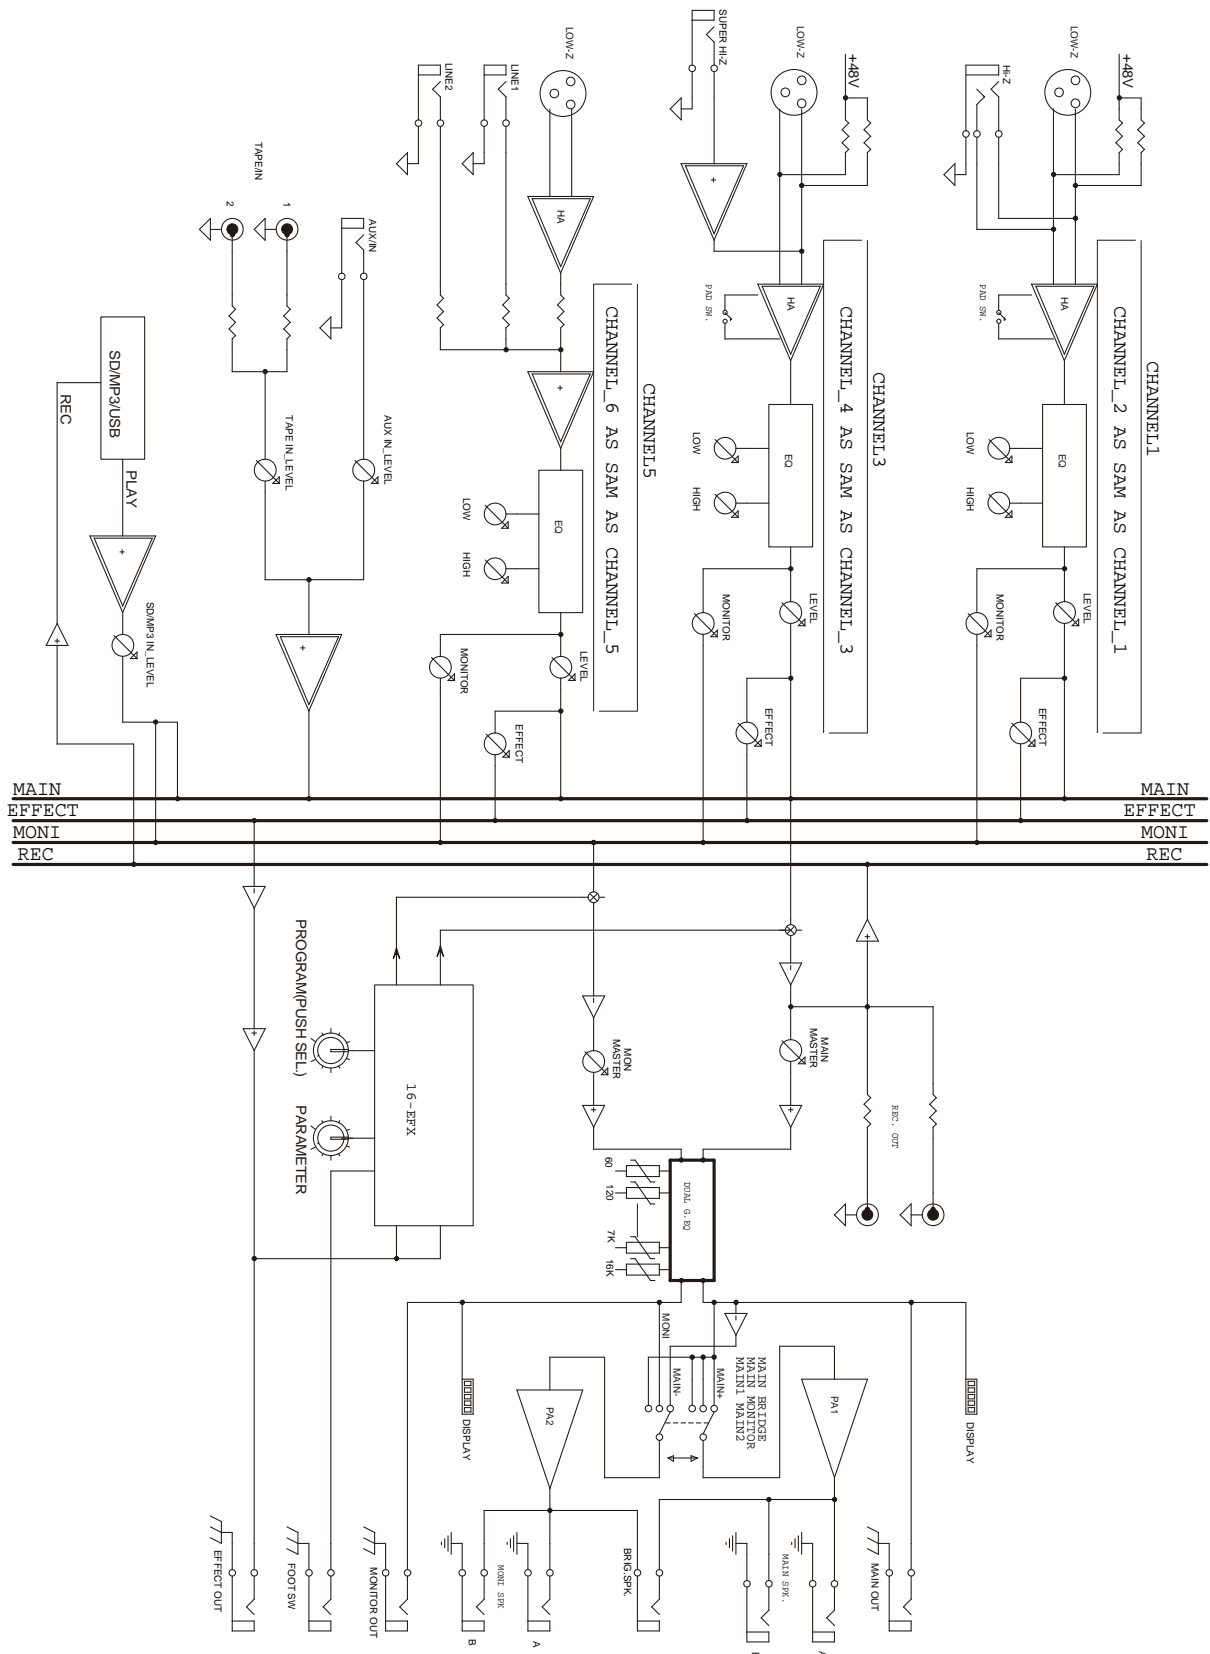 CHANNEL1
CHANNEL_2 AS SAM AS CHANNEL_1
+48V
LOW-Z
Hi-Z
HA
PAD SW.
EQ
LOW
HIGH
LEVEL
MONITOR
EFFECT
CHANNEL3
CHANNEL_4 AS SAM AS CHANNEL_3
+48V
LOW-Z
SUPER HI-Z
+
HA
PAD SW.
EQ
LOW
HIGH
LEVEL
MONITOR
EFFECT
CHANNEL5
CHANNEL_6 AS SAM AS CHANNEL_5
LOW-Z
LINE1
LINE2
HA
+
EQ
LOW
HIGH
LEVEL
MONITOR
EFFECT
AUX/IN
AUX IN_LEVEL
TAPE/IN
1
2
TAPE IN_LEVEL
+
SD/MP3/USB
PLAY
REC
+
SD/MP3 IN_LEVEL
+
MAIN
MAIN
EFFECT
EFFECT
MONI
MONI
REC
REC
+
REC. OUT
-
MAIN
MASTER
+
-
MON
MASTER
+
DUAL G.EQ
60
120
7K
16K
-
+
16-EFX
PROGRAM(PUSH SEL.)
PARAMETER
-
MONI
MAIN-
MAIN+
MAIN BRIDGE
MAIN MONITOR
MAIN1 MAIN2
PA1
PA2
DISPLAY
DISPLAY
MAIN OUT
MAIN SPK.
A
BRIG.SPK.
MONI SPK
A
B
MONITOR OUT
FOOT SW
EFFECT OUT